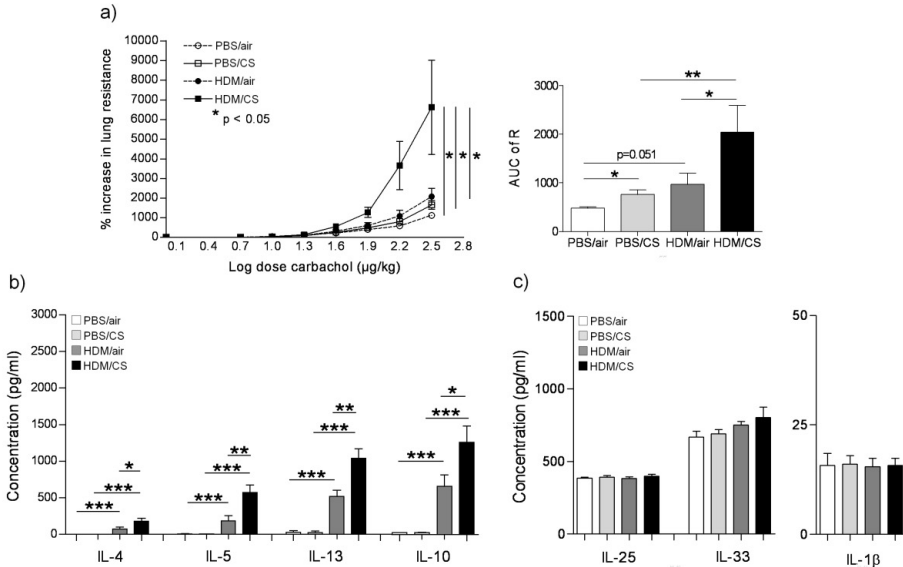 a)
10000
9000
8000
7000
6000
5000
4000
3000
2000
1000
0
% increase in lung resistance
PBS/air
PBS/CS
HDM/air
HDM/CS
* p < 0.05
* * *
0.1 0.4 0.7 1.0 1.3 1.6 1.9 2.2 2.5 2.8
Log dose carbachol (µg/kg)
3000
2000
1000
0
AUC of R
**
*
p=0.051
*
PBS/air PBS/CS HDM/air HDM/CS
b)
3000
2500
2000
1500
1000
500
0
Concentration (pg/ml)
PBS/air
PBS/CS
HDM/air
HDM/CS
*
***
***
**
***
***
**
***
***
*
***
***
IL-4 IL-5 IL-13 IL-10
c)
1500
1000
500
0
Concentration (pg/ml)
PBS/air
PBS/CS
HDM/air
HDM/CS
IL-25 IL-33
50
25
0
IL-1β